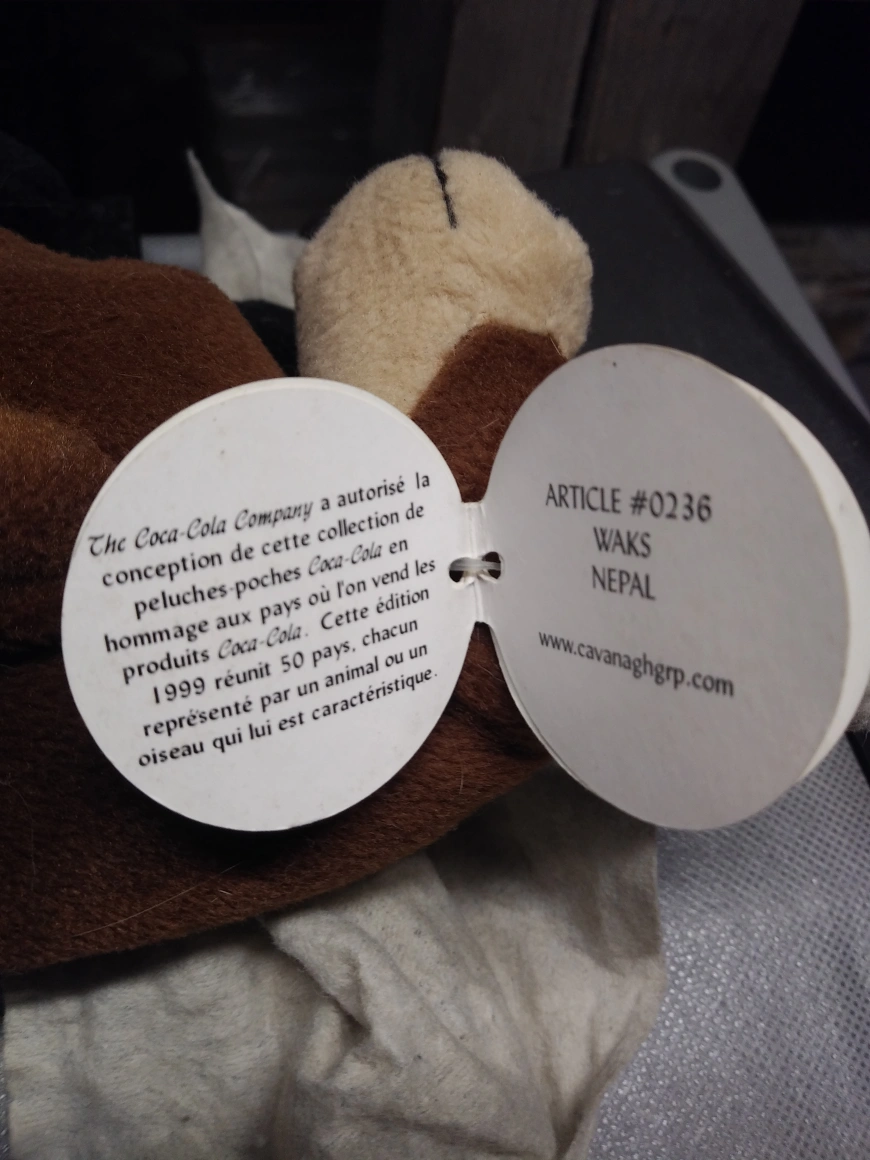 The Coca-Cola Company a autorisé la
conception de cette collection de
peluches-poches Coca-Cola en
hommage aux pays où l'on vend les
produits Coca-Cola. Cette édition
1999 réunit 50 pays, chacun
représenté par un animal ou un
oiseau qui lui est caractéristique.
ARTICLE #0236
WAKS
NEPAL
www.cavanaghgrp.com